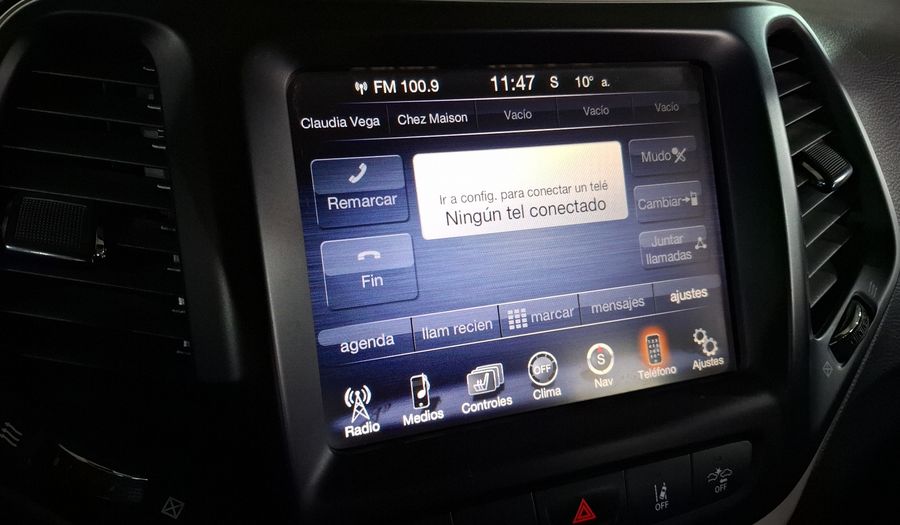 FM 100.9 11:47 S 10° a.
Claudia Vega Chez Maison Vacío Vacío Vacío
Remarcar
Ir a config. para conectar un telé
Ningún tel conectado
Mudo
Cambiar
Juntar
llamadas
Fin
agenda llam recien marcar mensajes ajustes
Radio Medios Controles OFF Clima S Nav Teléfono Ajustes
OFF OFF